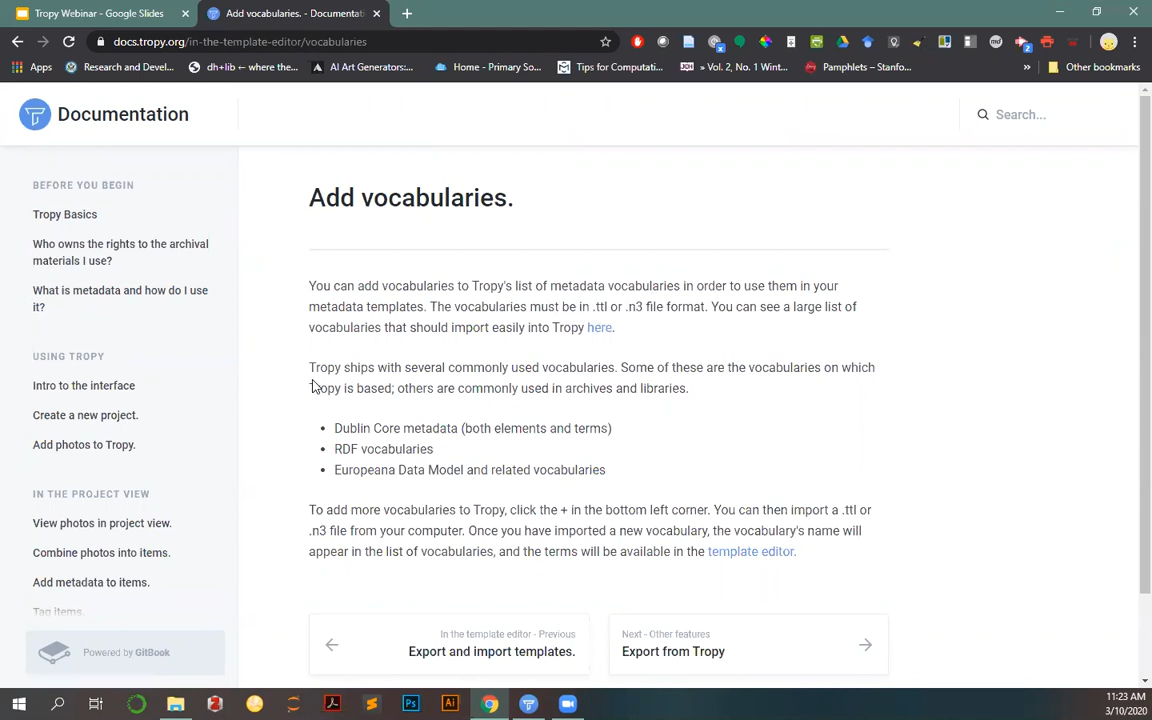 Tropy Webinar - Google Slides
Add vocabularies. - Documentati
docs.tropy.org/in-the-template-editor/vocabularies
Apps
Research and Devel...
dh+lib ← where the...
AI Art Generators:...
Home - Primary So...
Tips for Computati...
» Vol. 2, No. 1 Wint...
Pamphlets – Stanfo...
»
Other bookmarks
Documentation
Search...
BEFORE YOU BEGIN
Tropy Basics
Who owns the rights to the archival
materials I use?
What is metadata and how do I use
it?
USING TROPY
Intro to the interface
Create a new project.
Add photos to Tropy.
IN THE PROJECT VIEW
View photos in project view.
Combine photos into items.
Add metadata to items.
Tag items.
Powered by GitBook
Add vocabularies.
You can add vocabularies to Tropy's list of metadata vocabularies in order to use them in your
metadata templates. The vocabularies must be in .ttl or .n3 file format. You can see a large list of
vocabularies that should import easily into Tropy here.
Tropy ships with several commonly used vocabularies. Some of these are the vocabularies on which
Tropy is based; others are commonly used in archives and libraries.
• Dublin Core metadata (both elements and terms)
• RDF vocabularies
• Europeana Data Model and related vocabularies
To add more vocabularies to Tropy, click the + in the bottom left corner. You can then import a .ttl or
.n3 file from your computer. Once you have imported a new vocabulary, the vocabulary's name will
appear in the list of vocabularies, and the terms will be available in the template editor.
In the template editor - Previous
Export and import templates.
Next - Other features
Export from Tropy
11:23 AM
3/10/2020